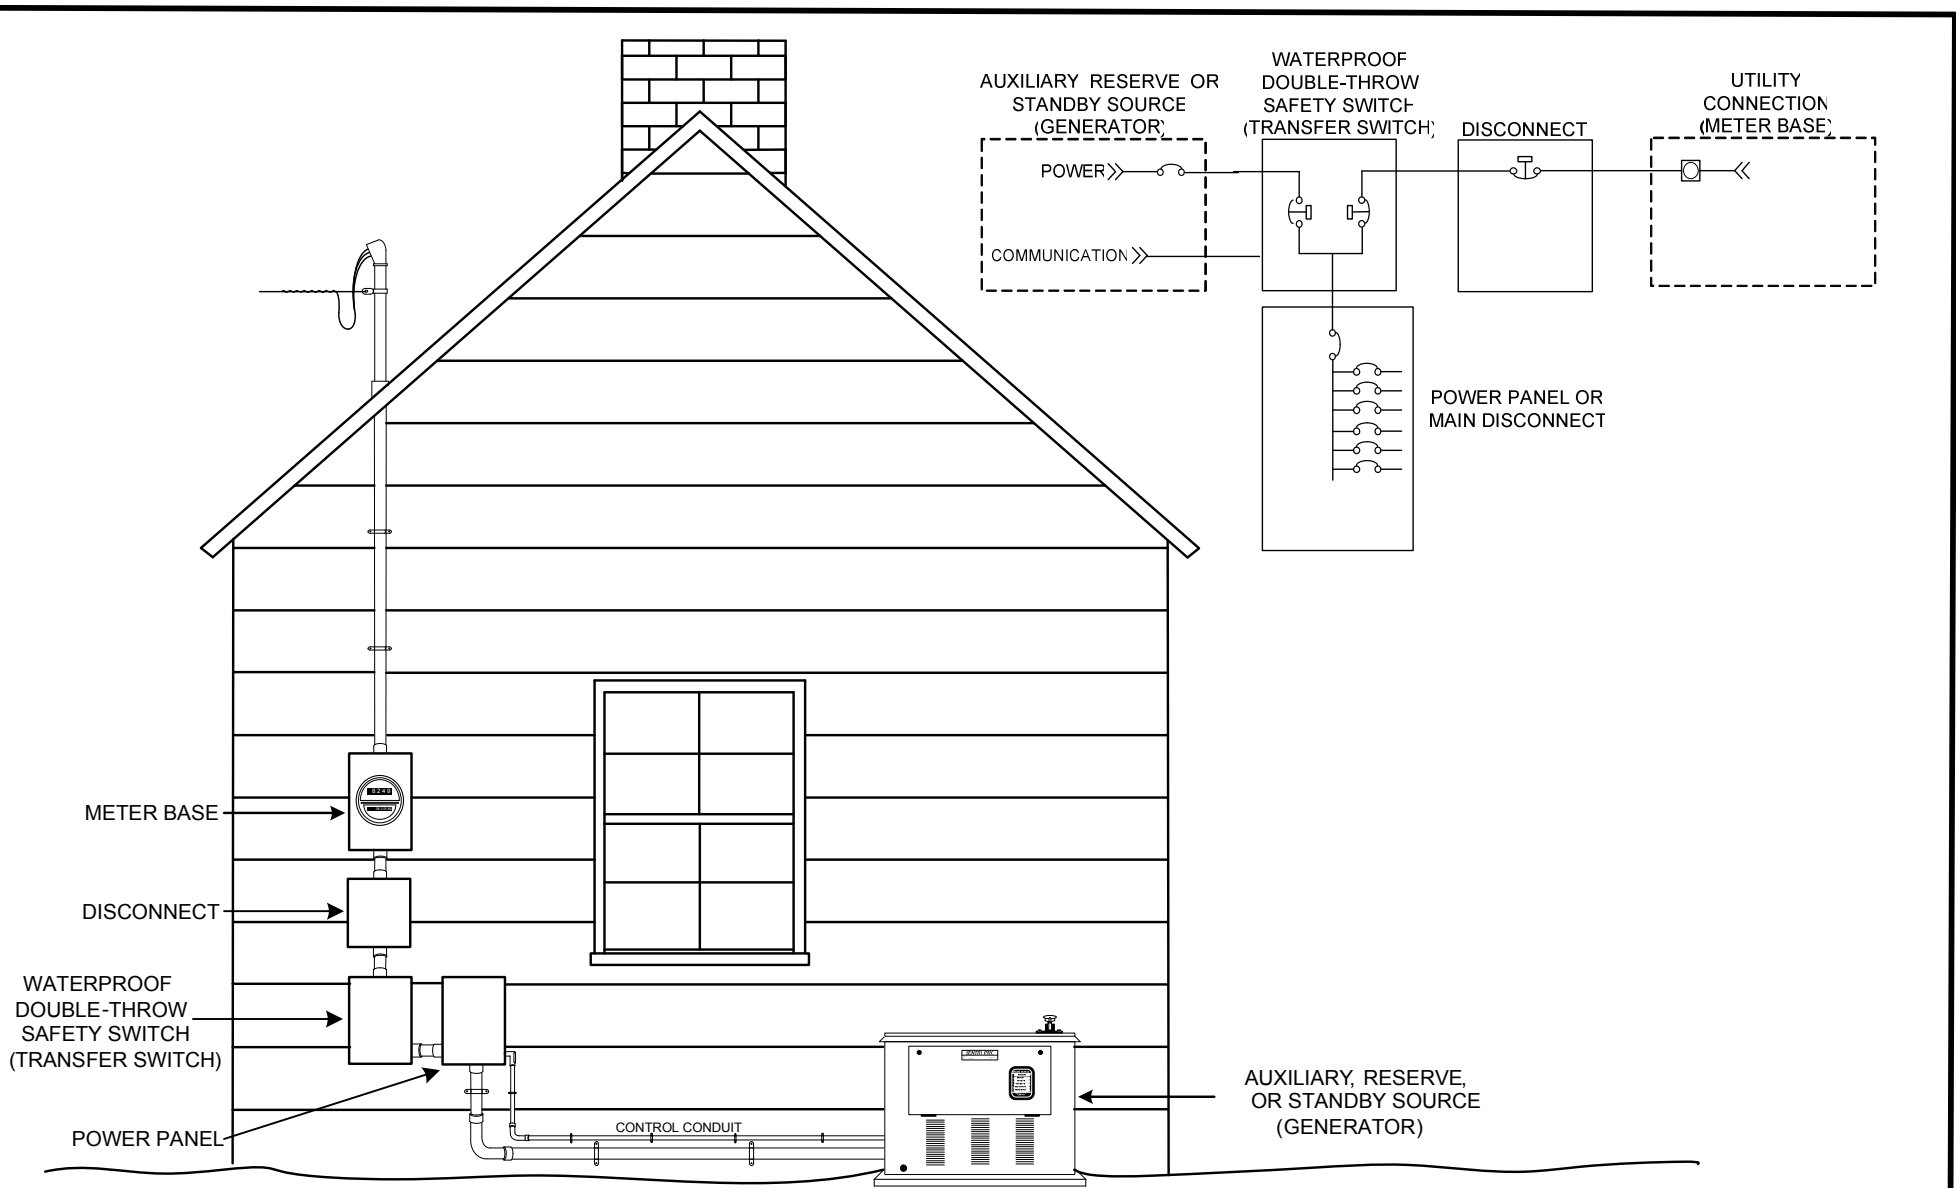 AUXILIARY RESERVE OR
STANDBY SOURCE
(GENERATOR)
WATERPROOF
DOUBLE-THROW
SAFETY SWITCH
(TRANSFER SWITCH)
DISCONNECT
UTILITY
CONNECTION
(METER BASE)
POWER
COMMUNICATION
POWER PANEL OR
MAIN DISCONNECT
8249
METER BASE
DISCONNECT
WATERPROOF
DOUBLE-THROW
SAFETY SWITCH
(TRANSFER SWITCH)
POWER PANEL
CONTROL CONDUIT
AUXILIARY, RESERVE,
OR STANDBY SOURCE
(GENERATOR)